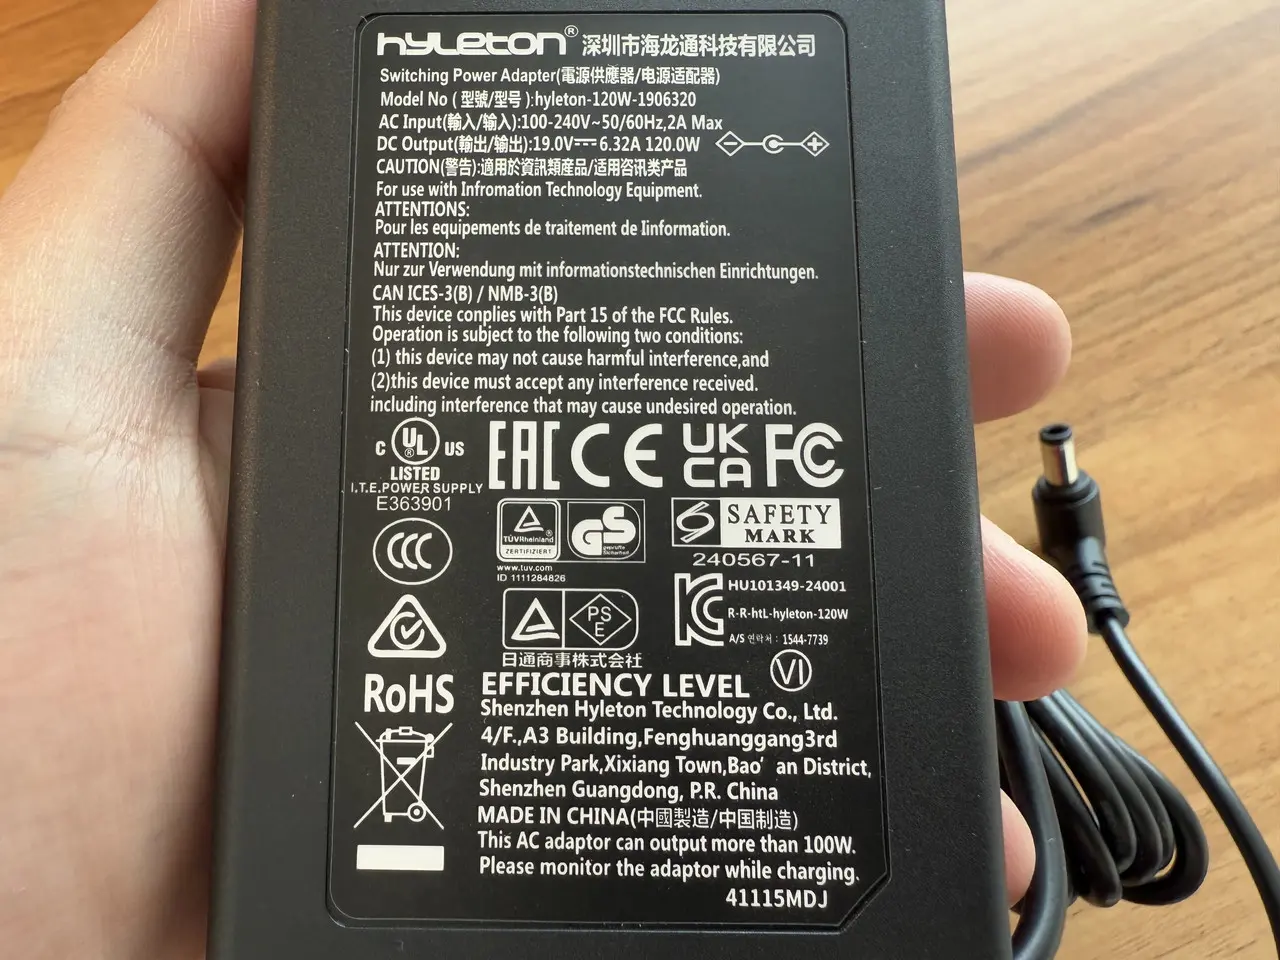 hyleton® 深圳市海龙通科技有限公司
Switching Power Adapter(電源供應器/电源适配器)
Model No ( 型號/型号 ):hyleton-120W-1906320
AC Input(輸入/输入):100-240V~50/60Hz,2A Max
DC Output(輸出/输出):19.0V⎓6.32A 120.0W
CAUTION(警告):適用於資訊類産品/适用咨讯类产品
For use with Infromation Technology Equipment.
ATTENTIONS:
Pour les equipements de traitement de Iinformation.
ATTENTION:
Nur zur Verwendung mit informationstechnischen Einrichtungen.
CAN ICES-3(B) / NMB-3(B)
This device complies with Part 15 of the FCC Rules.
Operation is subject to the following two conditions:
(1) this device may not cause harmful interference,and
(2)this device must accept any interference received.
including interference that may cause undesired operation.
C UL® US
LISTED
I.T.E.POWER SUPPLY
E363901
EAC CE UKCA FC
CCC
TÜVRheinland®
ZERTIFIZIERT
GS
geprüfte
Sicherheit
www.tuv.com
ID 1111284826
SAFETY
MARK
240567-11
KC
HU101349-24001
R-R-htL-hyleton-120W
A/S 연락처 : 1544-7739
PS
E
日通商事株式会社
VI
RoHS
EFFICIENCY LEVEL
Shenzhen Hyleton Technology Co., Ltd.
4/F.,A3 Building,Fenghuanggang3rd
Industry Park,Xixiang Town,Bao’an District,
Shenzhen Guangdong, P.R. China
MADE IN CHINA(中國製造/中国制造)
This AC adaptor can output more than 100W.
Please monitor the adaptor while charging.
41115MDJ